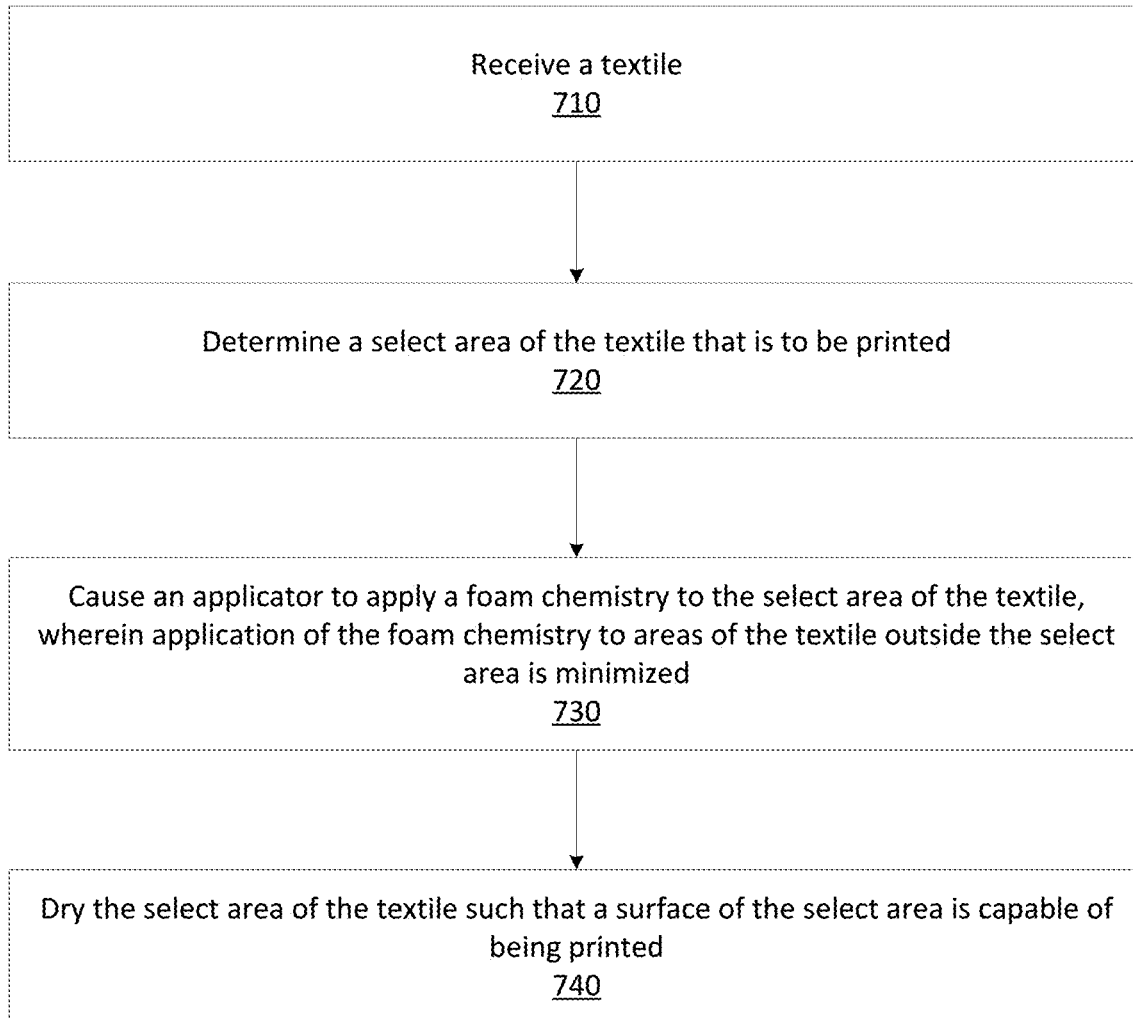 Receive a textile
710
Determine a select area of the textile that is to be printed
720
Cause an applicator to apply a foam chemistry to the select area of the textile,
wherein application of the foam chemistry to areas of the textile outside the select
area is minimized
730
Dry the select area of the textile such that a surface of the select area is capable of
being printed
740